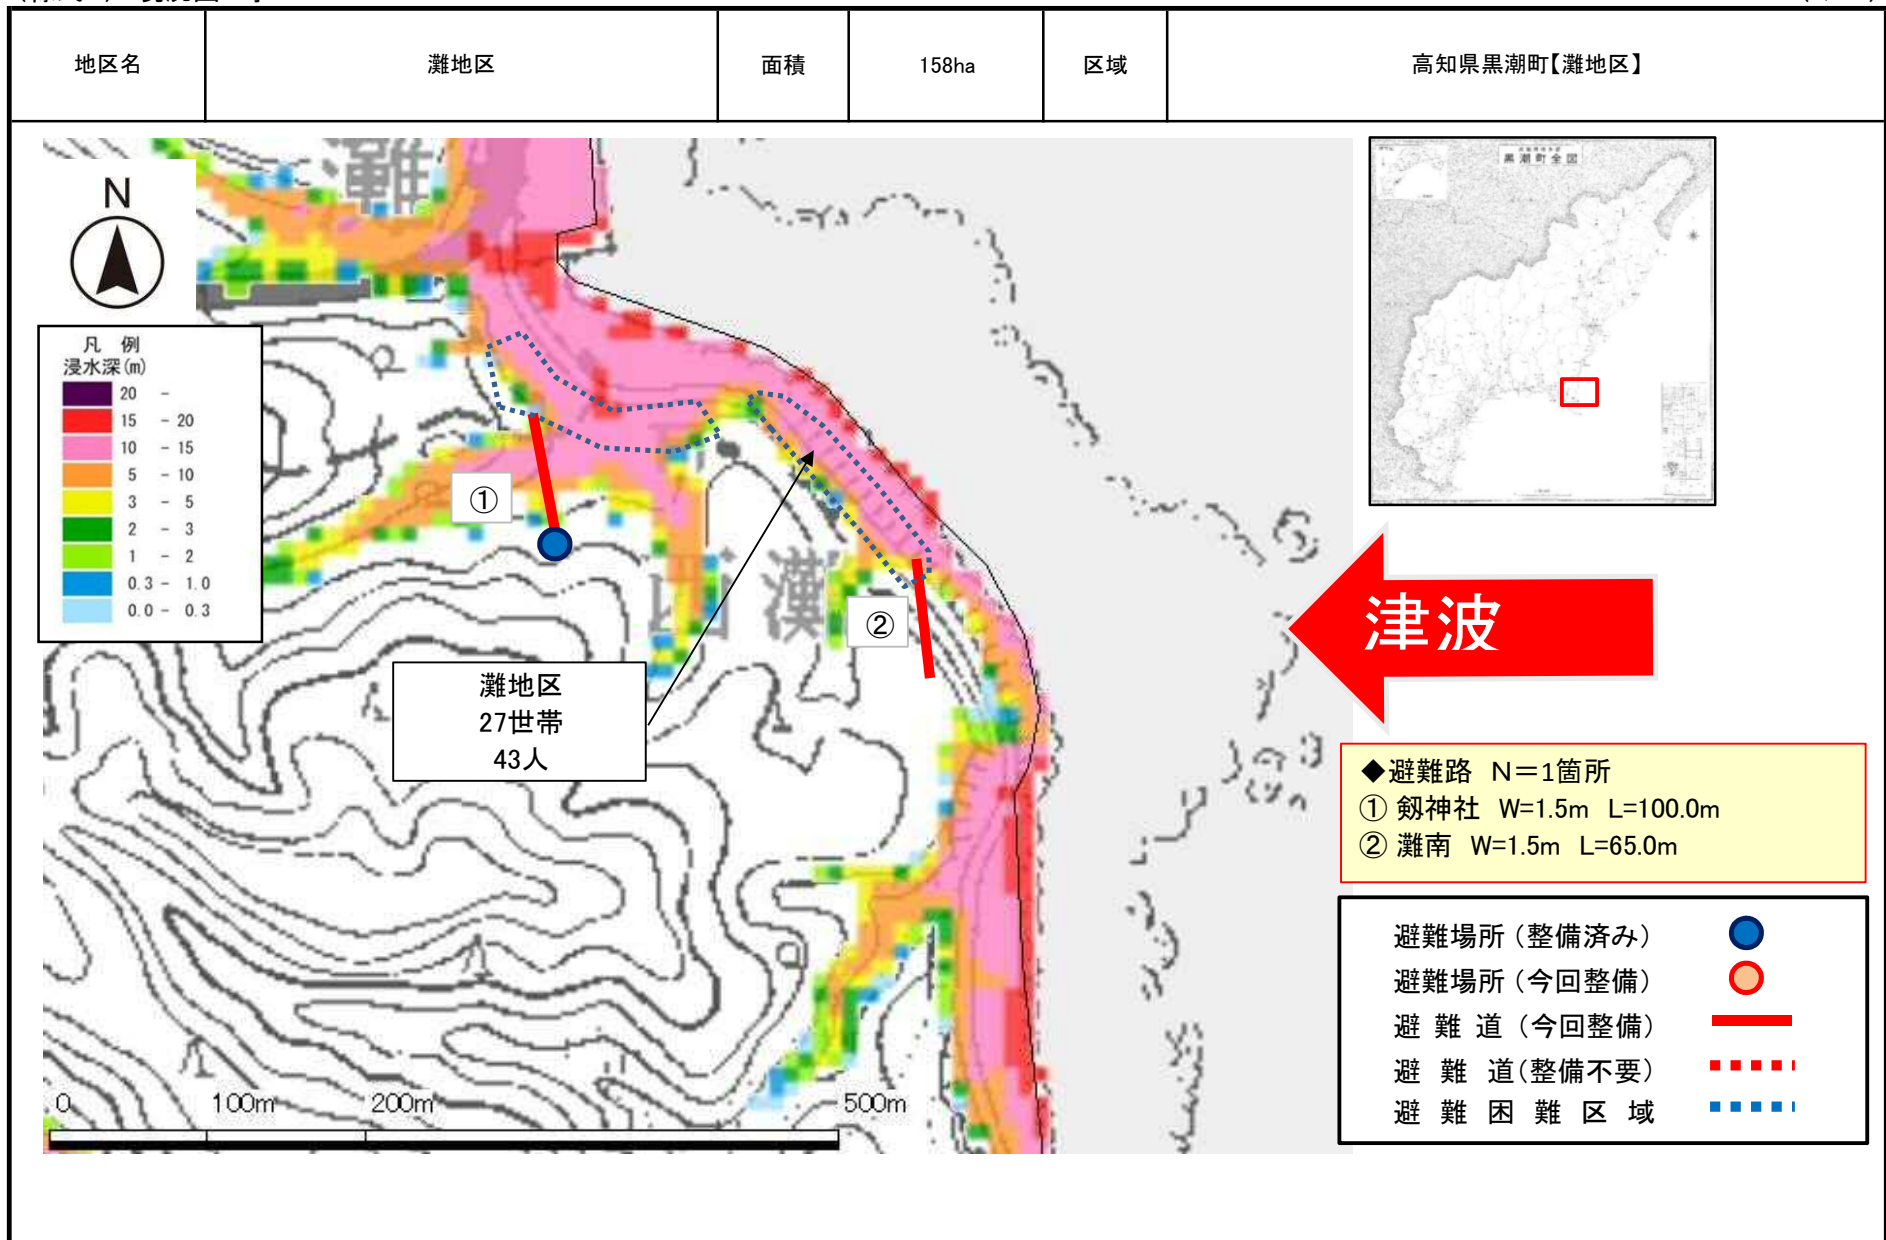 地区名 灘地区 面積 158ha 区域 高知県黒潮町【灘地区】
N
灘
黒潮町全図
凡 例
浸水深(m)
20 -
15 - 20
10 - 15
5 - 10
3 - 5
2 - 3
1 - 2
0.3 - 1.0
0.0 - 0.3
①
②
灘地区
27世帯
43人
津波
◆避難路 N＝1箇所
① 剱神社 W=1.5m L=100.0m
② 灘南 W=1.5m L=65.0m
避難場所（整備済み）
避難場所（今回整備）
避 難 道（今回整備）
避 難 道(整備不要）
避 難 困 難 区 域
0 100m 200m 500m